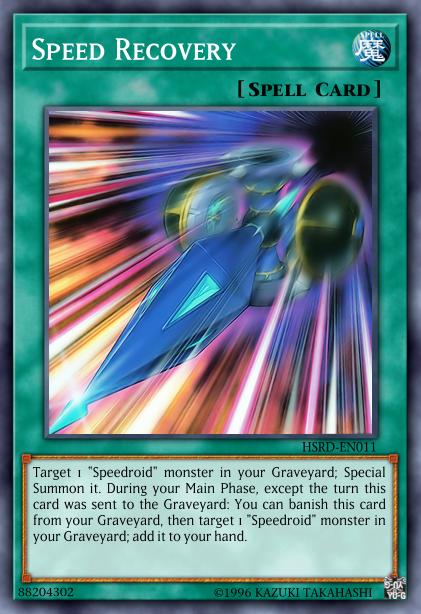 Speed Recovery
SPELL
魔
[Spell Card]
HSRD-EN011
Target 1 "Speedroid" monster in your Graveyard; Special
Summon it. During your Main Phase, except the turn this
card was sent to the Graveyard: You can banish this card
from your Graveyard, then target 1 "Speedroid" monster in
your Graveyard; add it to your hand.
88204302
©1996 KAZUKI TAKAHASHI